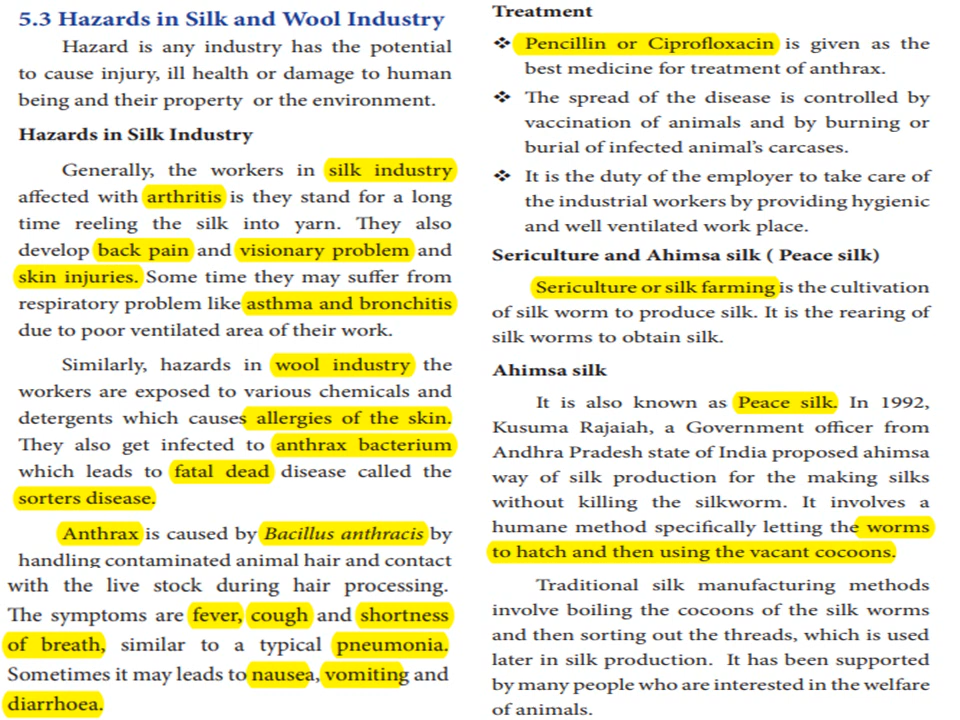 5.3 Hazards in Silk and Wool Industry
Hazard is any industry has the potential
to cause injury, ill health or damage to human
being and their property or the environment.
Hazards in Silk Industry
Generally, the workers in silk industry
affected with arthritis is they stand for a long
time reeling the silk into yarn. They also
develop back pain and visionary problem and
skin injuries. Some time they may suffer from
respiratory problem like asthma and bronchitis
due to poor ventilated area of their work.
Similarly, hazards in wool industry the
workers are exposed to various chemicals and
detergents which causes allergies of the skin.
They also get infected to anthrax bacterium
which leads to fatal dead disease called the
sorters disease.
Anthrax is caused by Bacillus anthracis by
handling contaminated animal hair and contact
with the live stock during hair processing.
The symptoms are fever, cough and shortness
of breath, similar to a typical pneumonia.
Sometimes it may leads to nausea, vomiting and
diarrhoea.
Treatment
❖ Pencillin or Ciprofloxacin is given as the
best medicine for treatment of anthrax.
❖ The spread of the disease is controlled by
vaccination of animals and by burning or
burial of infected animal's carcases.
❖ It is the duty of the employer to take care of
the industrial workers by providing hygienic
and well ventilated work place.
Sericulture and Ahimsa silk ( Peace silk)
Sericulture or silk farming is the cultivation
of silk worm to produce silk. It is the rearing of
silk worms to obtain silk.
Ahimsa silk
It is also known as Peace silk. In 1992,
Kusuma Rajaiah, a Government officer from
Andhra Pradesh state of India proposed ahimsa
way of silk production for the making silks
without killing the silkworm. It involves a
humane method specifically letting the worms
to hatch and then using the vacant cocoons.
Traditional silk manufacturing methods
involve boiling the cocoons of the silk worms
and then sorting out the threads, which is used
later in silk production. It has been supported
by many people who are interested in the welfare
of animals.